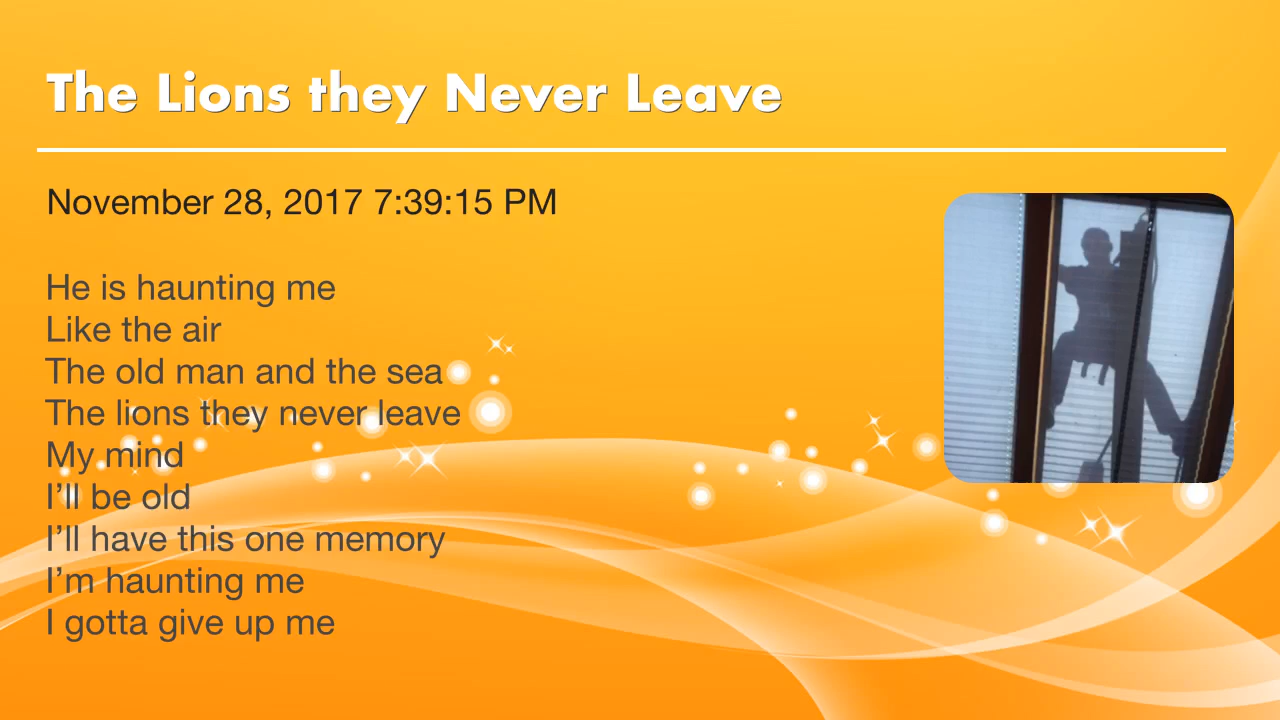 The Lions they Never Leave
November 28, 2017 7:39:15 PM
He is haunting me
Like the air
The old man and the sea
The lions they never leave
My mind
I’ll be old
I’ll have this one memory
I’m haunting me
I gotta give up me